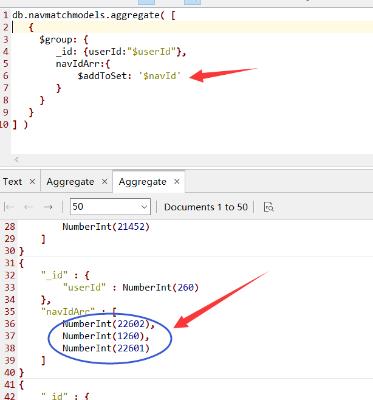 1 db.navmatchmodels.aggregate( [
2 {
3 $group: {
4 _id: {userId:"$userId"},
5 navIdArr:{
6 $addToSet: '$navId'
7 }
8 }
9 }
10 ] )
Text × Aggregate × Aggregate ×
50 Documents 1 to 50
28 NumberInt(21452)
29 ]
30 }
31 {
32 "_id" : {
33 "userId" : NumberInt(260)
34 },
35 "navIdArr" : [
36 NumberInt(22602),
37 NumberInt(1260),
38 NumberInt(22601)
39 ]
40 }
41 {
42 "_id" : {